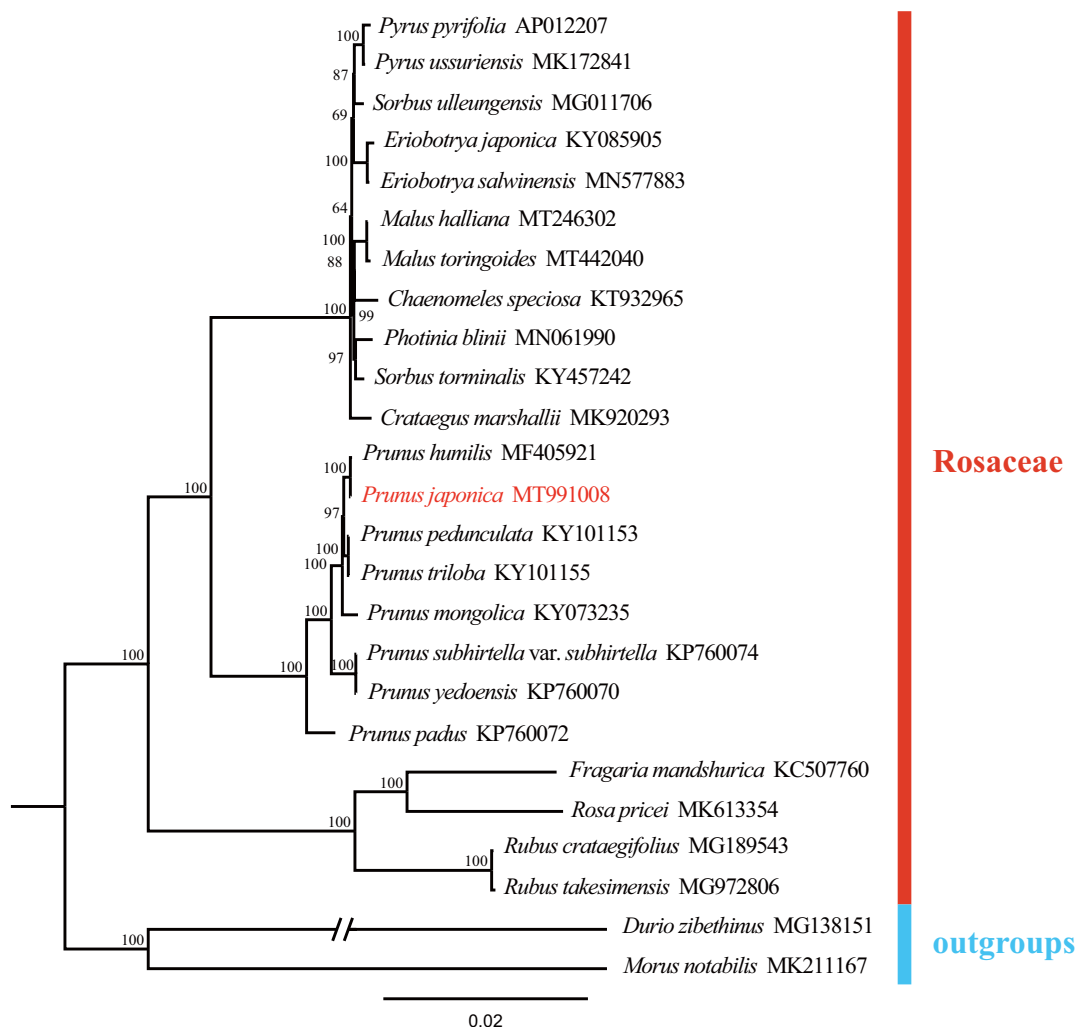 Pyrus pyrifolia AP012207
100
Pyrus ussuriensis MK172841
87
Sorbus ulleungensis MG011706
69
Eriobotrya japonica KY085905
100
Eriobotrya salwinensis MN577883
64
Malus halliana MT246302
100
88
Malus toringoides MT442040
Chaenomeles speciosa KT932965
100
99
Photinia blinii MN061990
97
Sorbus torminalis KY457242
Crataegus marshallii MK920293
Prunus humilis MF405921
100
Rosaceae
100
Prunus japonica MT991008
97
Prunus pedunculata KY101153
100
100
Prunus triloba KY101155
100
Prunus mongolica KY073235
100
Prunus subhirtella var. subhirtella KP760074
100
100
Prunus yedoensis KP760070
Prunus padus KP760072
Fragaria mandshurica KC507760
100
Rosa pricei MK613354
100
Rubus crataegifolius MG189543
100
Rubus takesimensis MG972806
Durio zibethinus MG138151
100
outgroups
Morus notabilis MK211167
0.02